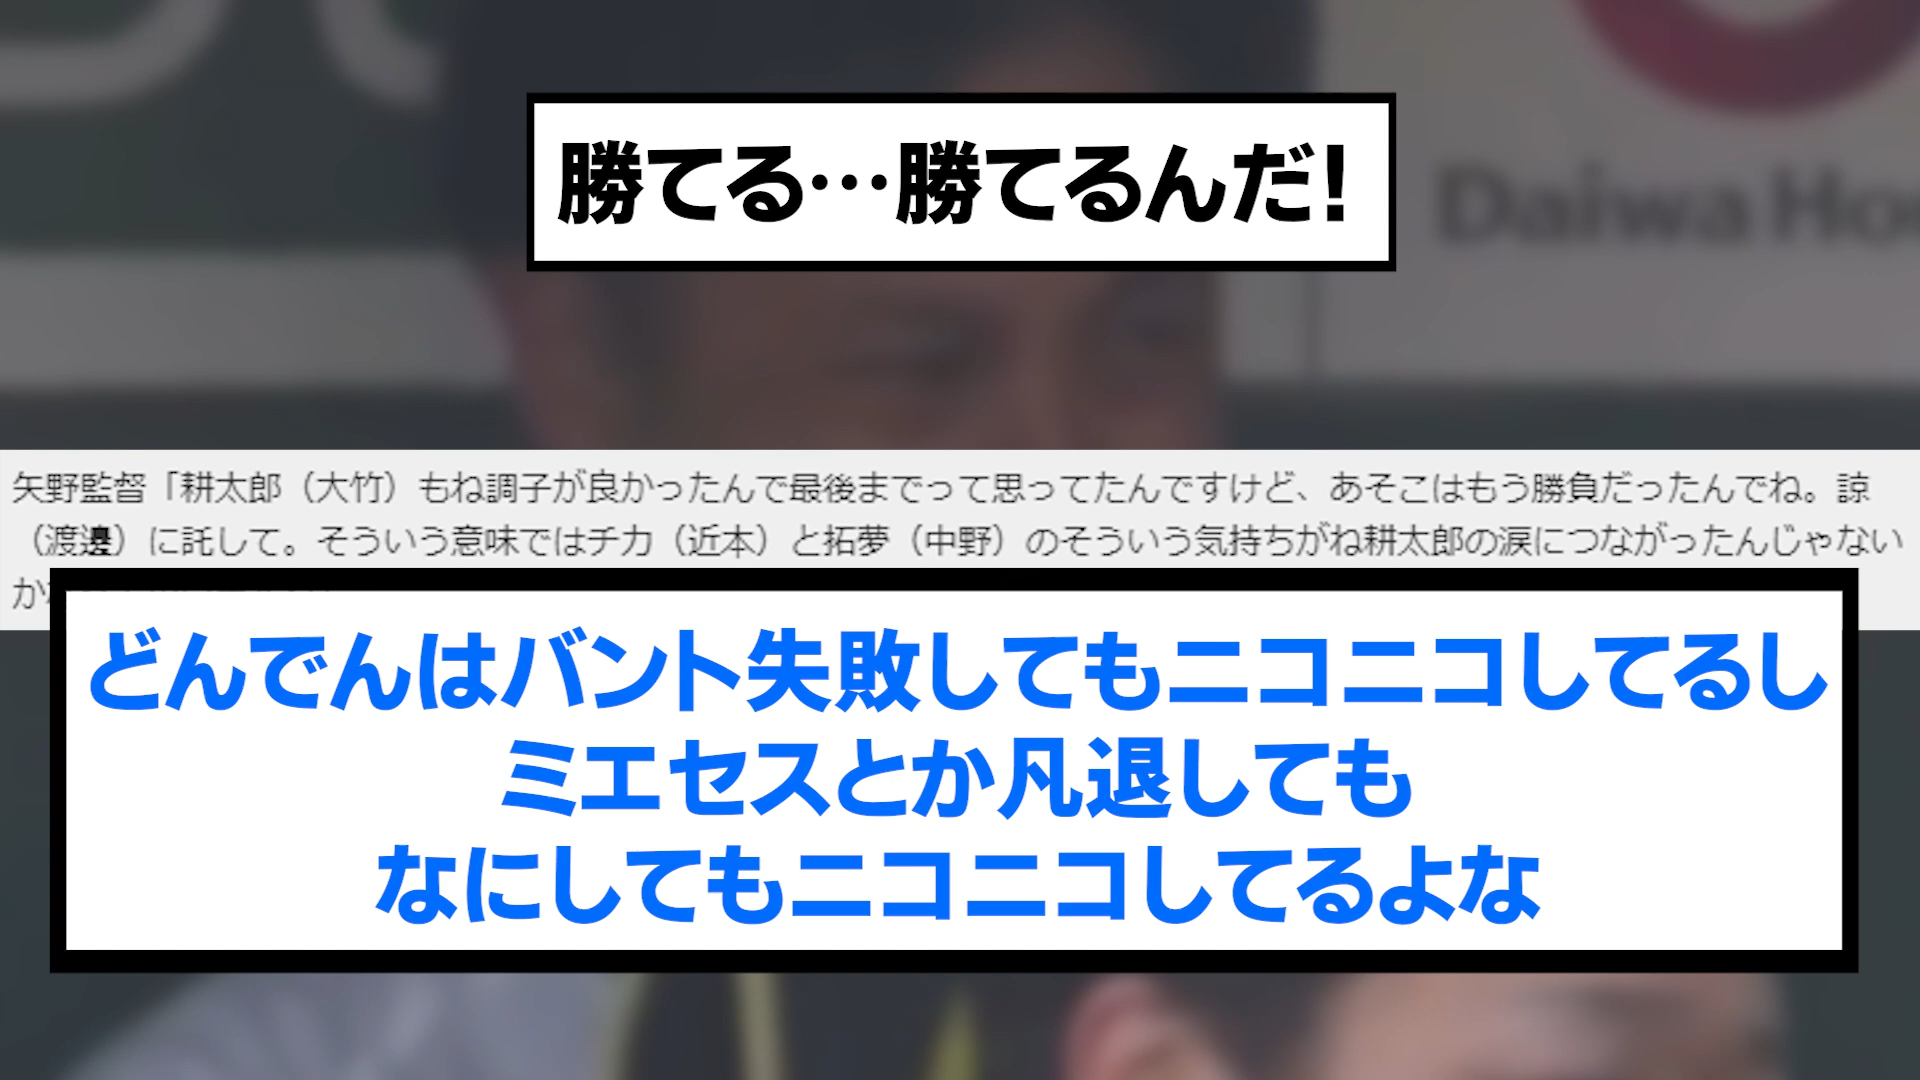 Daiwa Ho
勝てる…勝てるんだ！
矢野監督「耕太郎（大竹）もね調子が良かったんで最後までって思ってたんですけど、あそこはもう勝負だったんでね。諒
（渡邊）に託して。そういう意味ではチカ（近本）と拓夢（中野）のそういう気持ちがね耕太郎の涙につながったんじゃない
か
どんでんはバント失敗してもニコニコしてるし
ミエセスとか凡退しても
なにしてもニコニコしてるよな